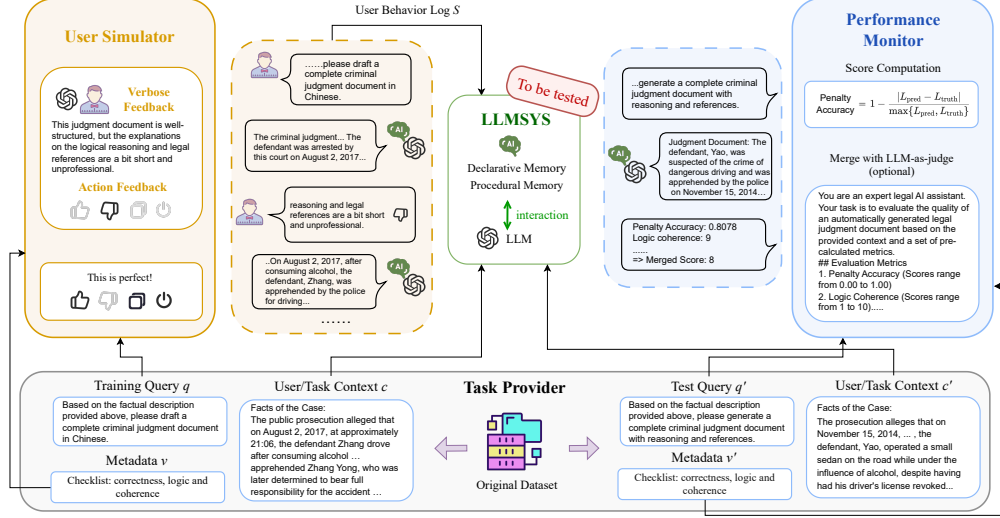 User Simulator
Verbose
Feedback
This judgment document is well-
structured, but the explanations
on the logical reasoning and legal
references are a bit short and
unprofessional.
Action Feedback
This is perfect!
User Behavior Log S
……please draft a
complete criminal
judgment document in
Chinese.
The criminal judgment... The
defendant was arrested by
this court on August 2, 2017...
AI
reasoning and legal
references are a bit short
and unprofessional.
..On August 2, 2017, after
consuming alcohol, the
defendant, Zhang, was
apprehended by the police
for driving...
AI
……
To be tested
LLMSYS
AI
Declarative Memory
Procedural Memory
interaction
LLM
...generate a complete criminal
judgment document with
reasoning and references.
AI
Judgment Document: The
defendant, Yao, was
suspected of the crime of
dangerous driving and was
apprehended by the police
on November 15, 2014…
Penalty Accuracy: 0.8078
Logic coherence: 9
......
=> Merged Score: 8
Performance
Monitor
Score Computation
Penalty Accuracy = 1 − |L_pred − L_truth| / max{L_pred, L_truth}
Merge with LLM-as-judge
(optional)
You are an expert legal AI assistant.
Your task is to evaluate the quality of
an automatically generated legal
judgment document based on the
provided context and a set of pre-
calculated metrics.
## Evaluation Metrics
1. Penalty Accuracy (Scores range
from 0.00 to 1.00)
2. Logic Coherence (Scores range
from 1 to 10).....
Training Query q
Based on the factual description
provided above, please draft a
complete criminal judgment document
in Chinese.
Metadata v
Checklist: correctness, logic and
coherence
User/Task Context c
Facts of the Case:
The public prosecution alleged that
on August 2, 2017, at approximately
21:06, the defendant Zhang drove
after consuming alcohol …
apprehended Zhang Yong, who was
later determined to bear full
responsibility for the accident …
Task Provider
Original Dataset
Test Query q′
Based on the factual description
provided above, please generate a
complete criminal judgment document
with reasoning and references.
Metadata v′
Checklist: correctness, logic and
coherence
User/Task Context c′
Facts of the Case:
The prosecution alleges that on
November 15, 2014, ... , the
defendant, Yao, operated a small
sedan on the road while under the
influence of alcohol, despite having
had his driver's license revoked...